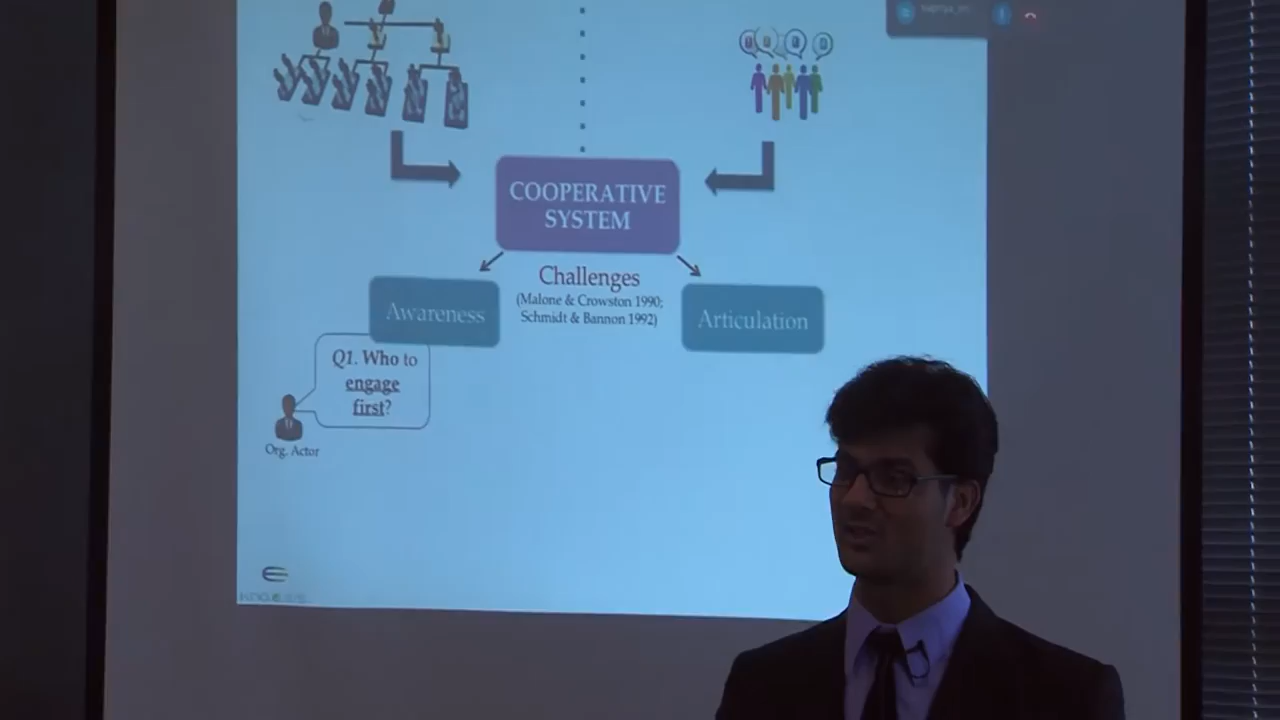 COOPERATIVE
SYSTEM
Challenges
(Malone & Crowston 1990;
Schmidt & Bannon 1992)
Awareness
Articulation
Q1. Who to
engage
first?
Org. Actor